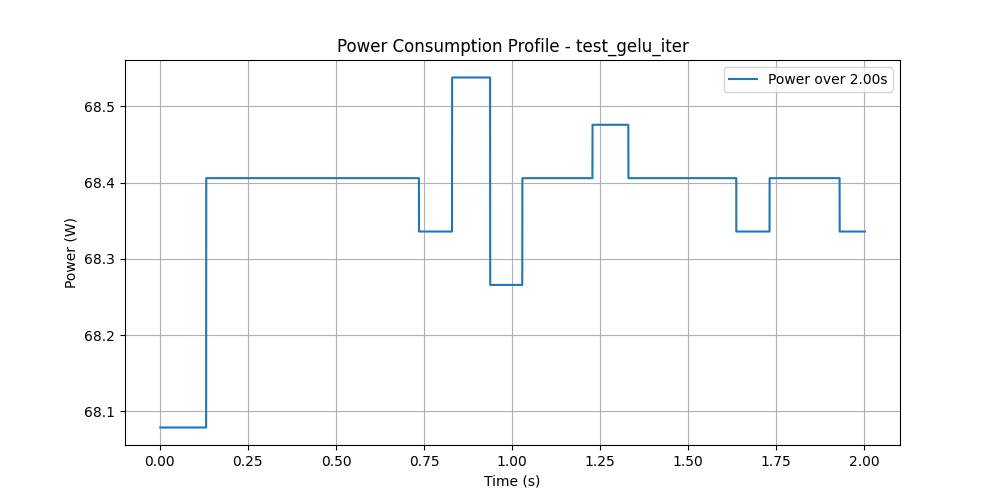 Power Consumption Profile - test_gelu_iter
Power over 2.00s
Power (W)
68.5
68.4
68.3
68.2
68.1
0.00 0.25 0.50 0.75 1.00 1.25 1.50 1.75 2.00
Time (s)